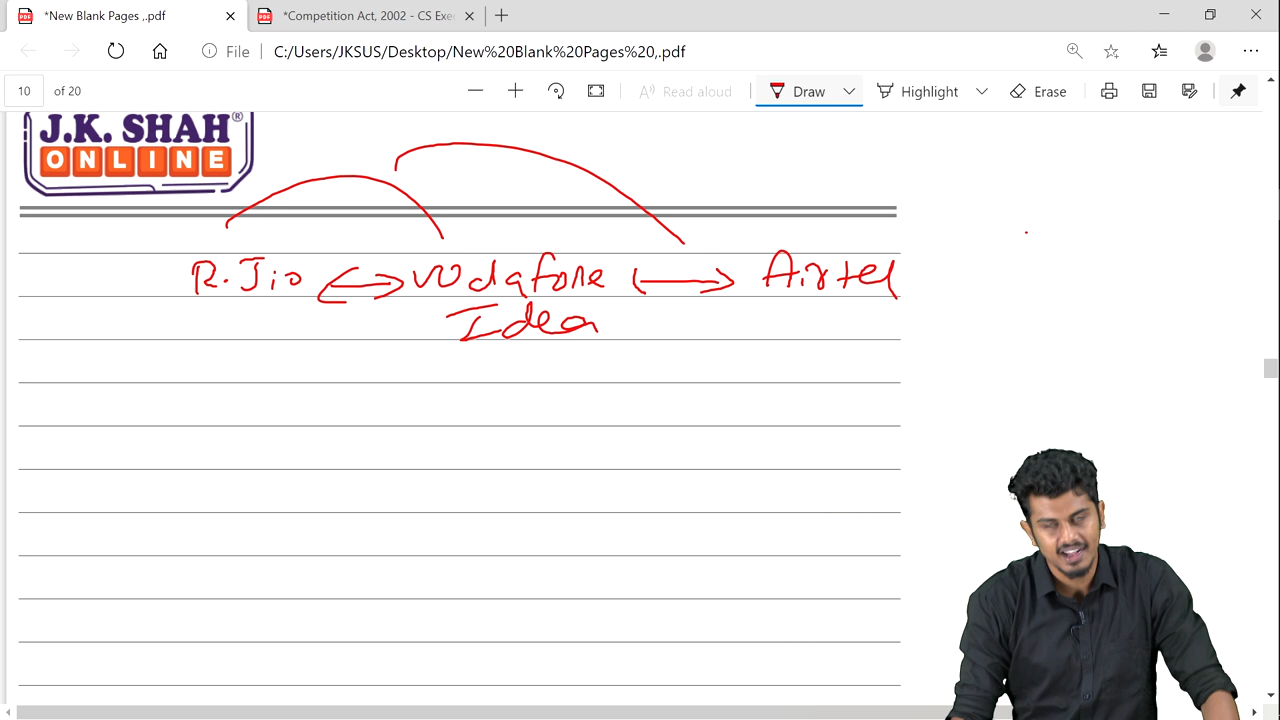 *New Blank Pages ,.pdf
*Competition Act, 2002 - CS Exec
File C:/Users/JKSUS/Desktop/New%20Blank%20Pages%20,.pdf
10 of 20
Read aloud
Draw
Highlight
Erase
J.K. SHAH®
ONLINE
R. Jio Vodafone Airtel
Idea